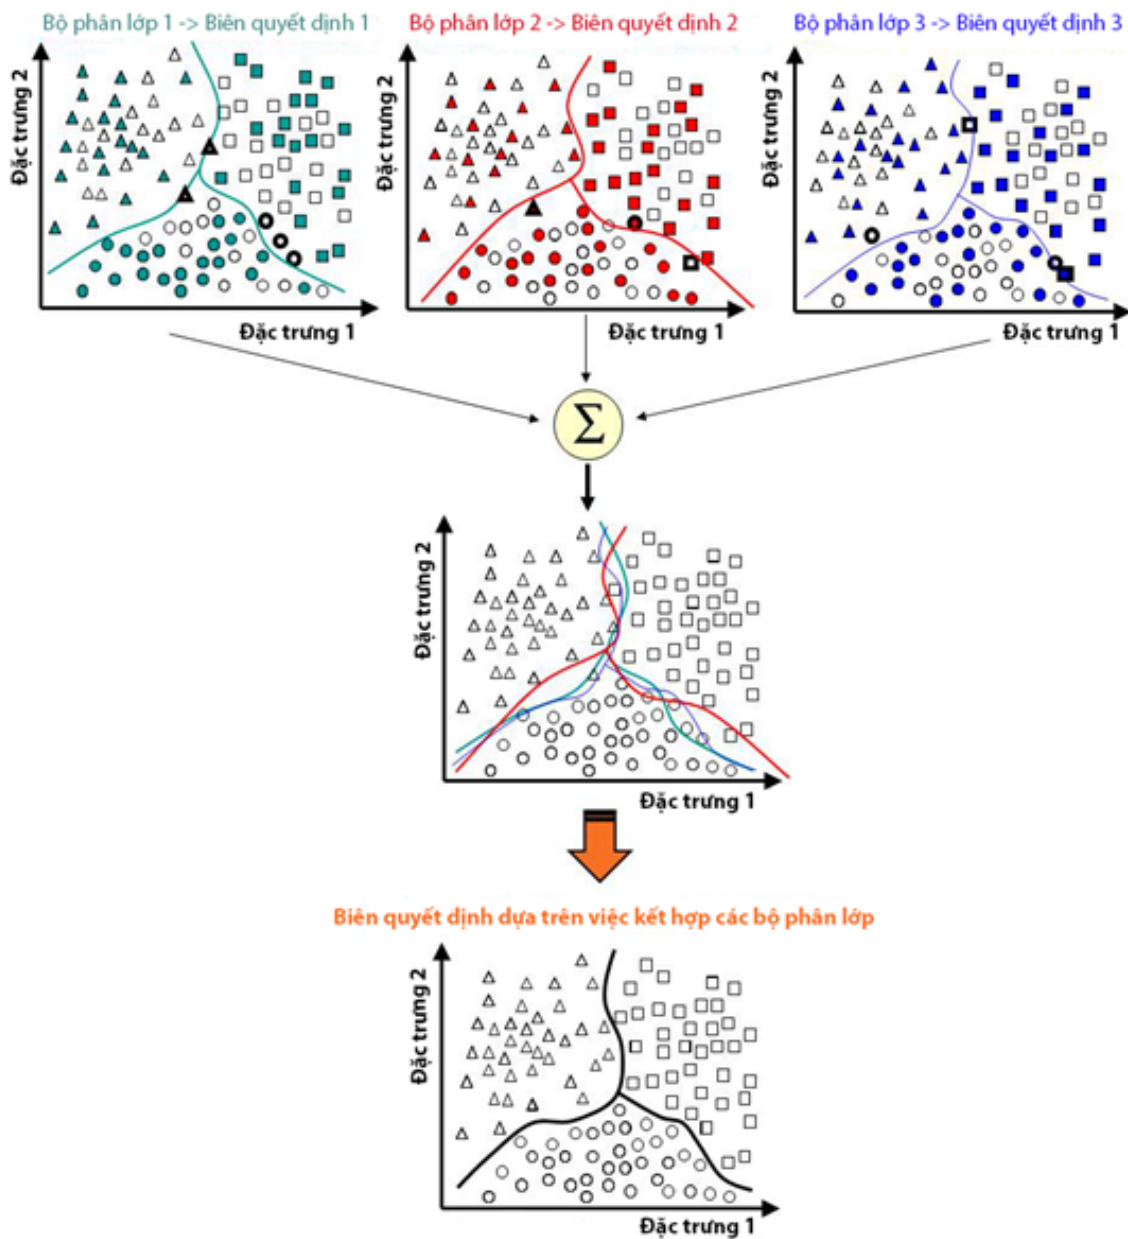 Bộ phân lớp 1 -> Biên quyết định 1
Bộ phân lớp 2 -> Biên quyết định 2
Bộ phân lớp 3 -> Biên quyết định 3
Đặc trưng 2
Đặc trưng 2
Đặc trưng 2
Đặc trưng 1
Đặc trưng 1
Đặc trưng 1
Σ
Đặc trưng 2
Đặc trưng 1
Biên quyết định dựa trên việc kết hợp các bộ phân lớp
Đặc trưng 2
Đặc trưng 1